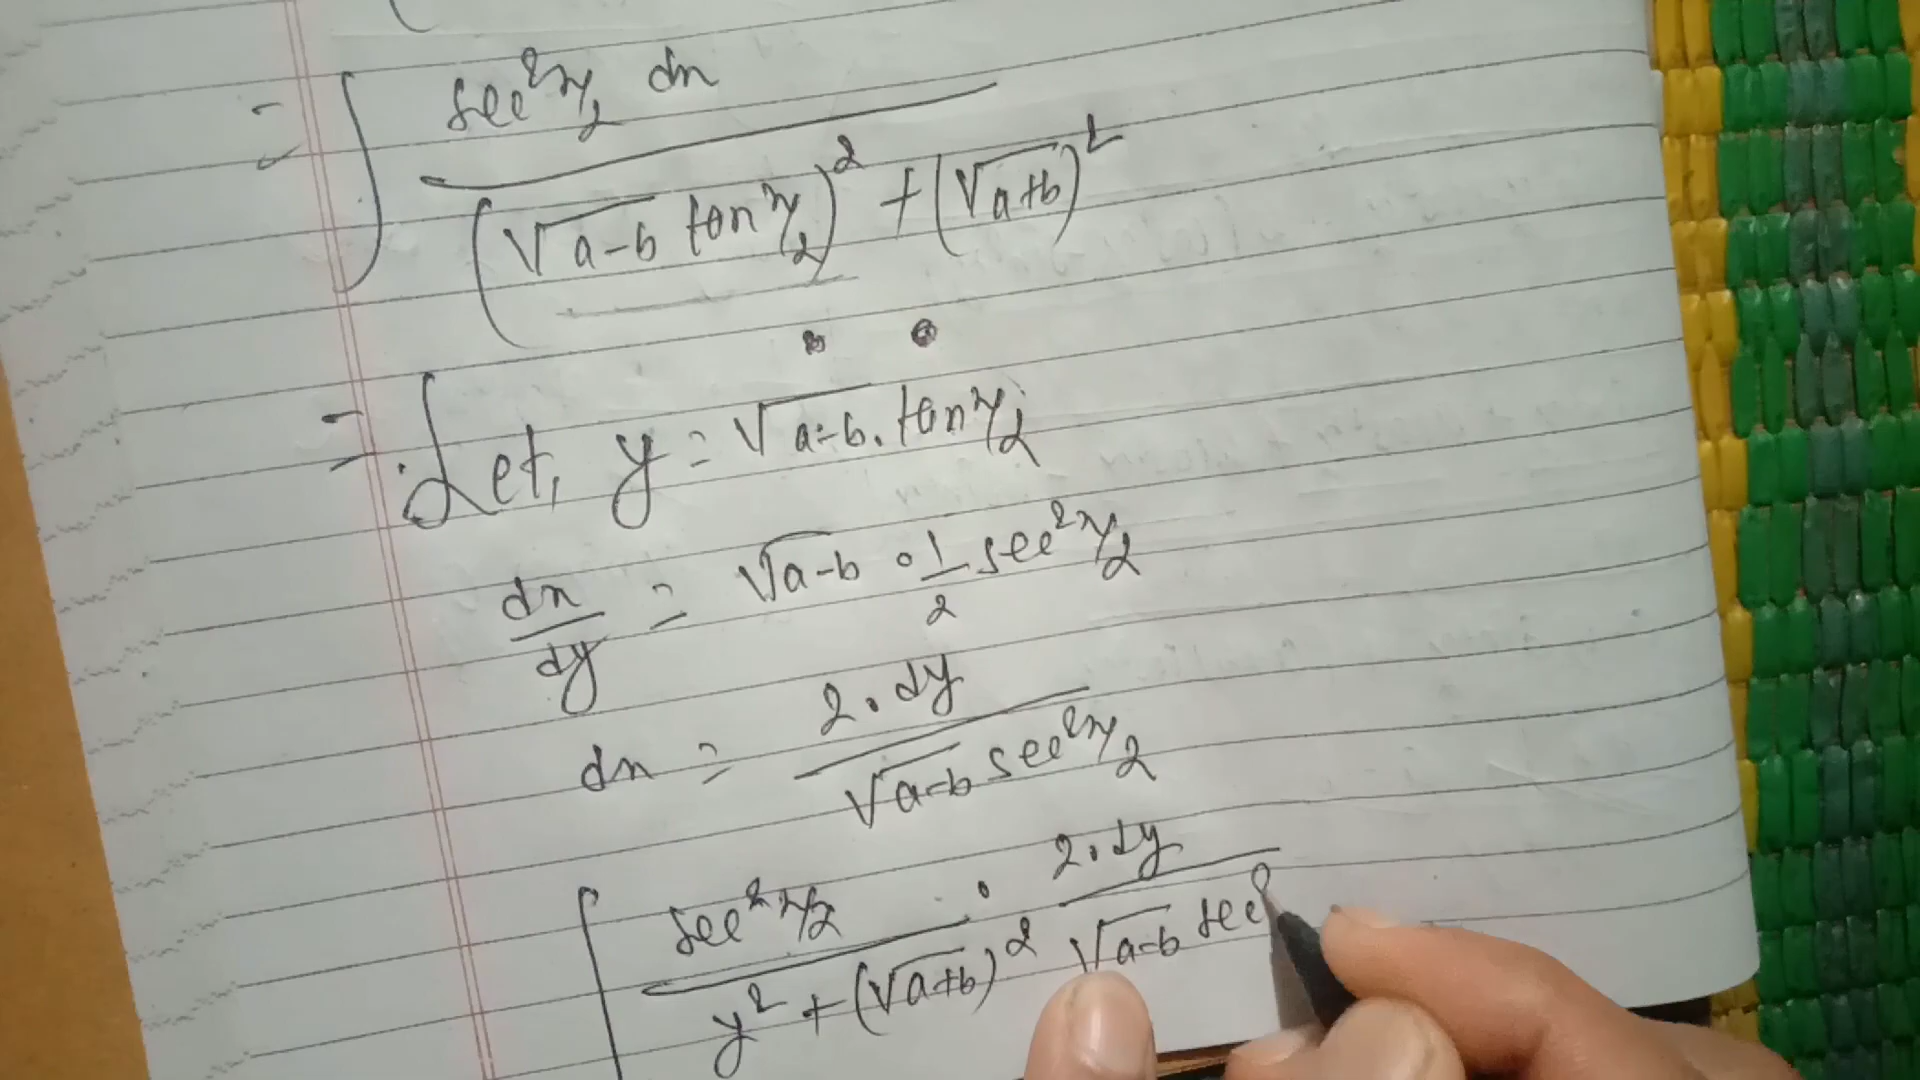 = ∫ sec²x/2 dx / (√a-b tan x/2)² + (√a+b)²
= Let, y = √a-b . tan x/2
dx/dy = √a-b . 1/2 sec²x/2
dx = 2.dy / √a-b sec²x/2
∫ sec²x/2 / y² + (√a+b)² . 2.dy / √a-b sec²